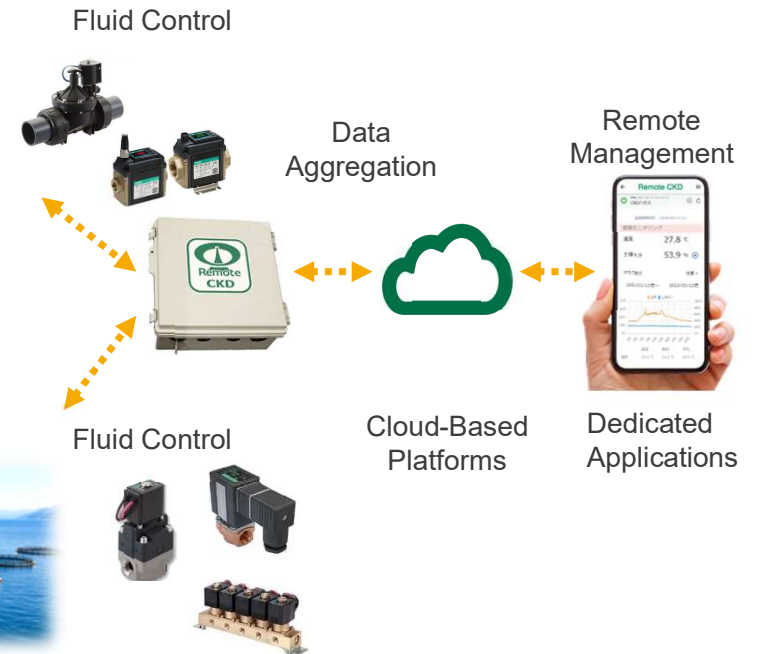 Fluid Control
Data
Aggregation
Remote
Management
Remote
CKD
Remote CKD
27.8 ℃
53.9 %
Fluid Control
Cloud-Based
Platforms
Dedicated
Applications